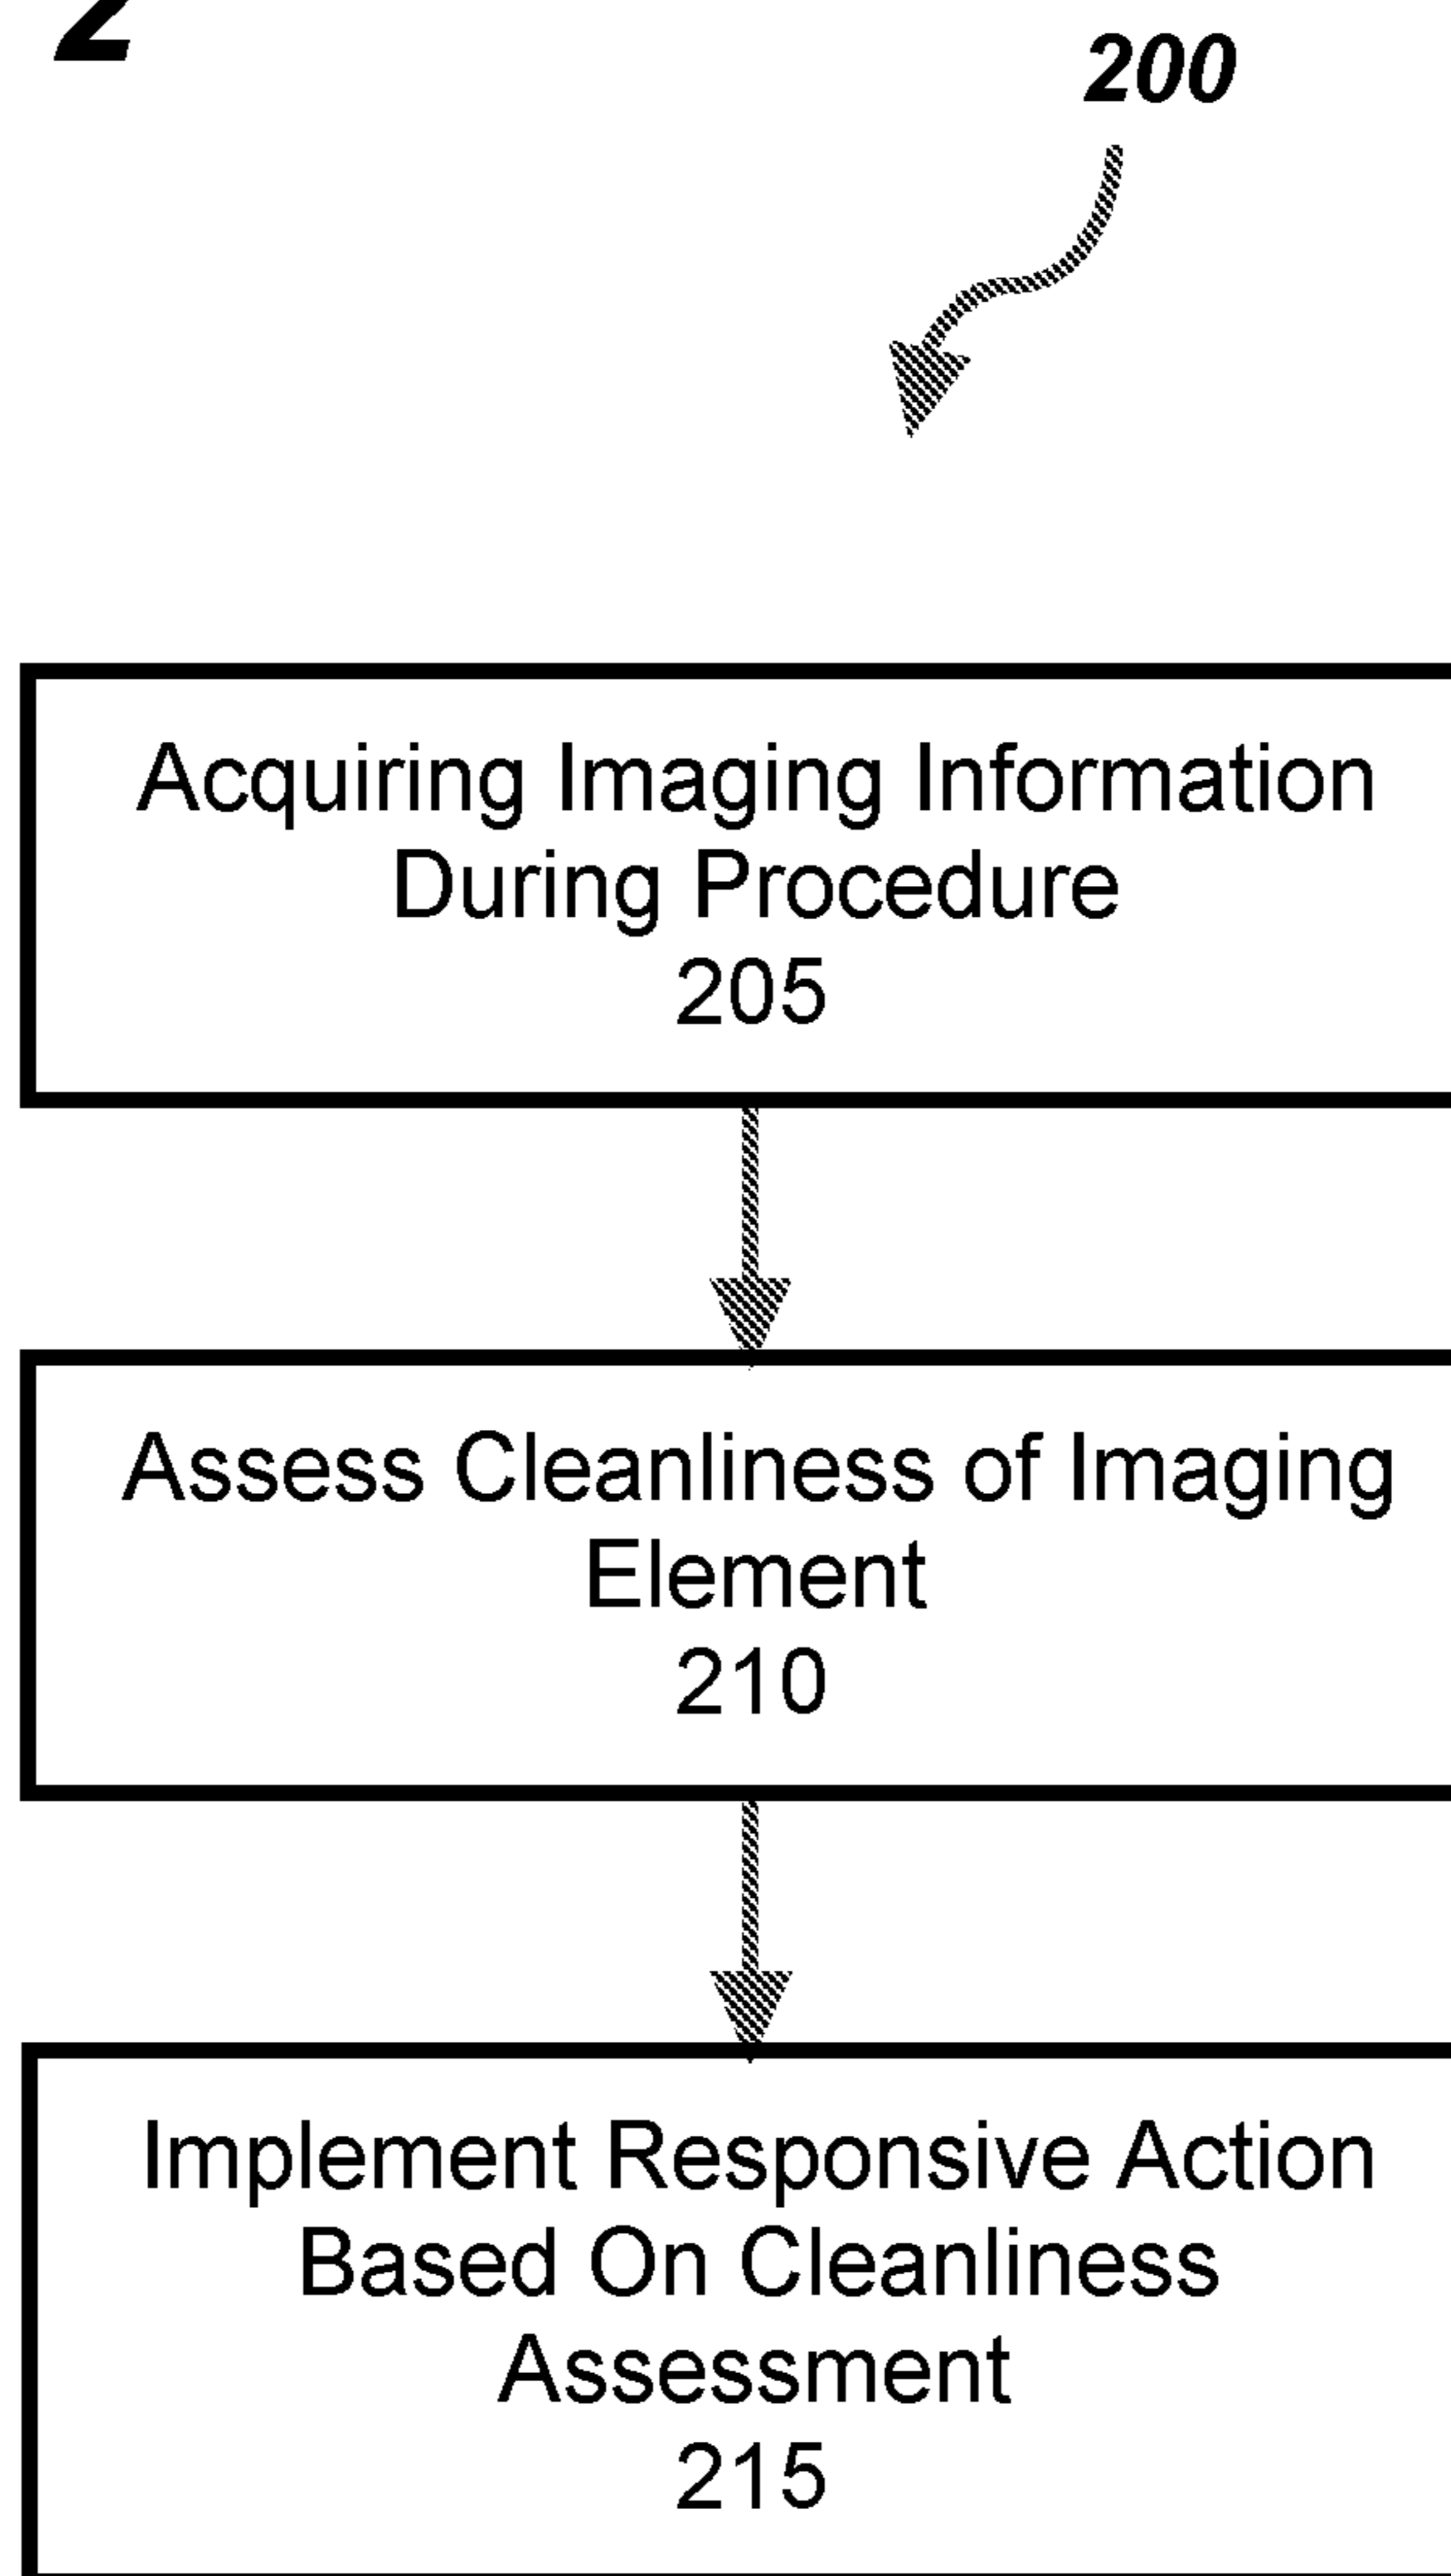 2
200
Acquiring Imaging Information
During Procedure
205
Assess Cleanliness of Imaging
Element
210
Implement Responsive Action
Based On Cleanliness
Assessment
215